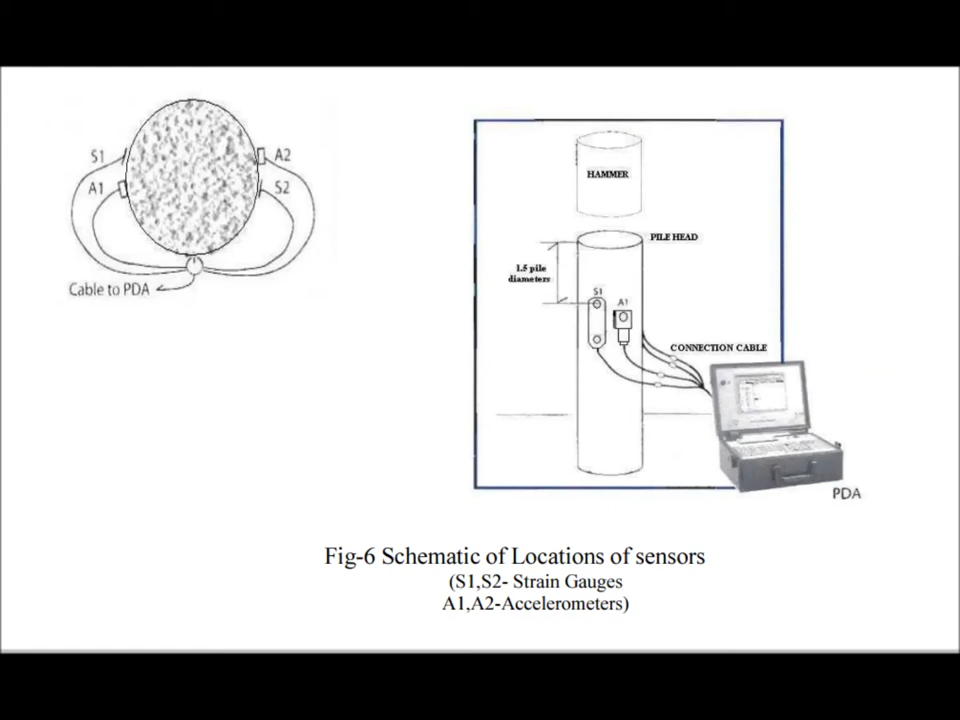 S1
A2
A1
S2
Cable to PDA
HAMMER
PILE HEAD
1.5 pile
diameters
S1
A1
CONNECTION CABLE
PDA
Fig-6 Schematic of Locations of sensors
(S1,S2- Strain Gauges
A1,A2-Accelerometers)